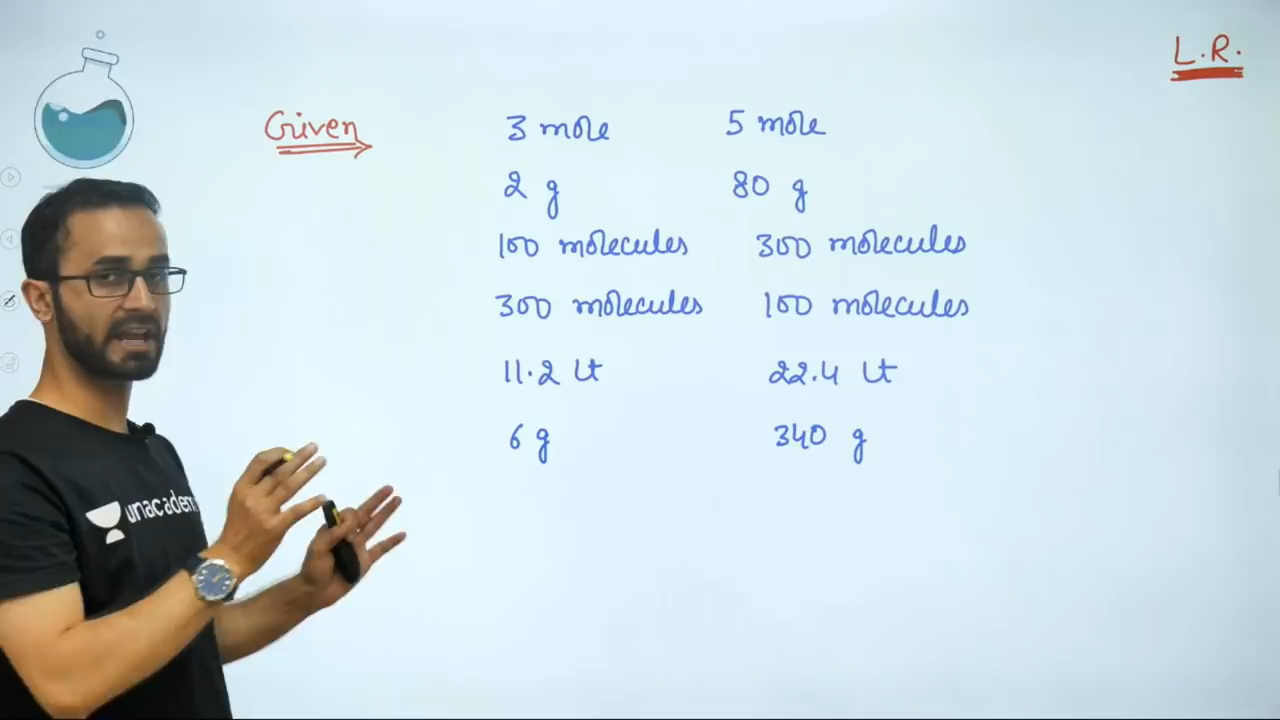 L.R.
Given 3 mole 5 mole
2 g 80 g
100 molecules 300 molecules
300 molecules 100 molecules
11.2 Lt 22.4 Lt
6 g 340 g
unacadem